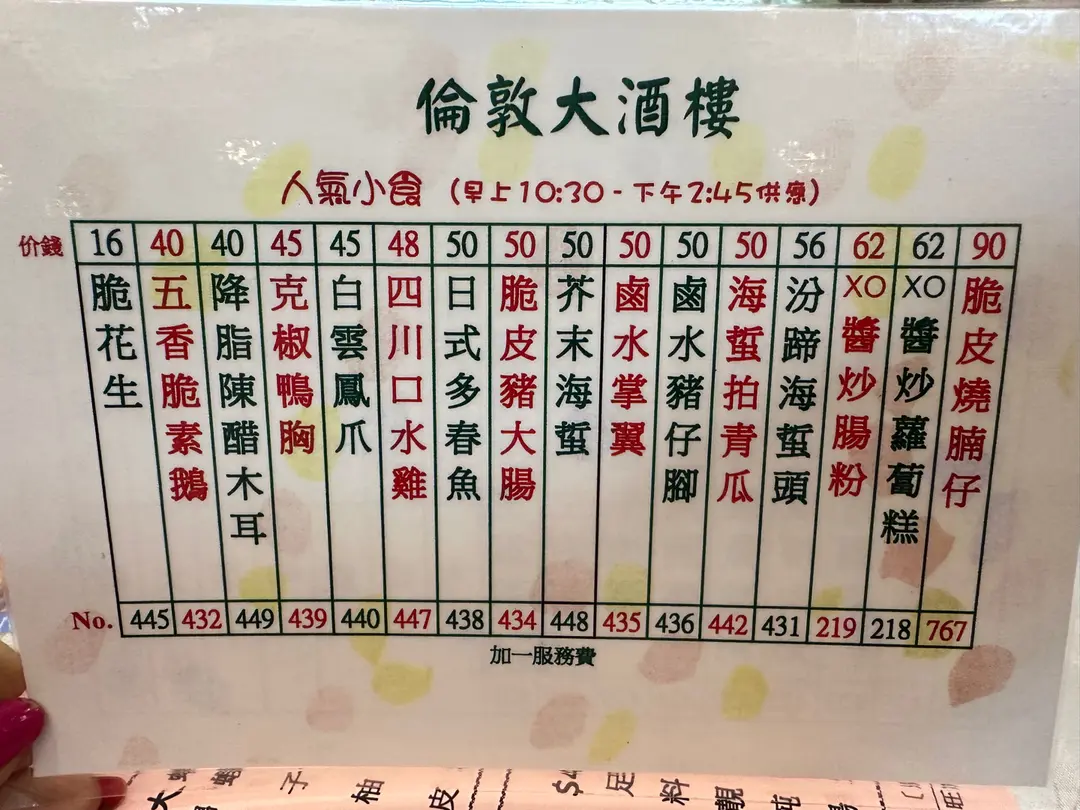 倫敦大酒樓
人氣小食 (早上10:30 - 下午2:45供應)
价錢 16 40 40 45 45 48 50 50 50 50 50 50 56 62 62 90
脆花生
五香脆素鵝
降脂陳醋木耳
克椒鴨胸
白雲鳳爪
四川口水雞
日式多春魚
脆皮豬大腸
芥末海蜇
鹵水掌翼
鹵水豬仔腳
海蜇拍青瓜
汾蹄海蜇頭
XO醬炒腸粉
XO醬炒蘿蔔糕
脆皮燒腩仔
No. 445 432 449 439 440 447 438 434 448 435 436 442 431 219 218 767
加一服務費
大 子 柚 皮 $4 足 料